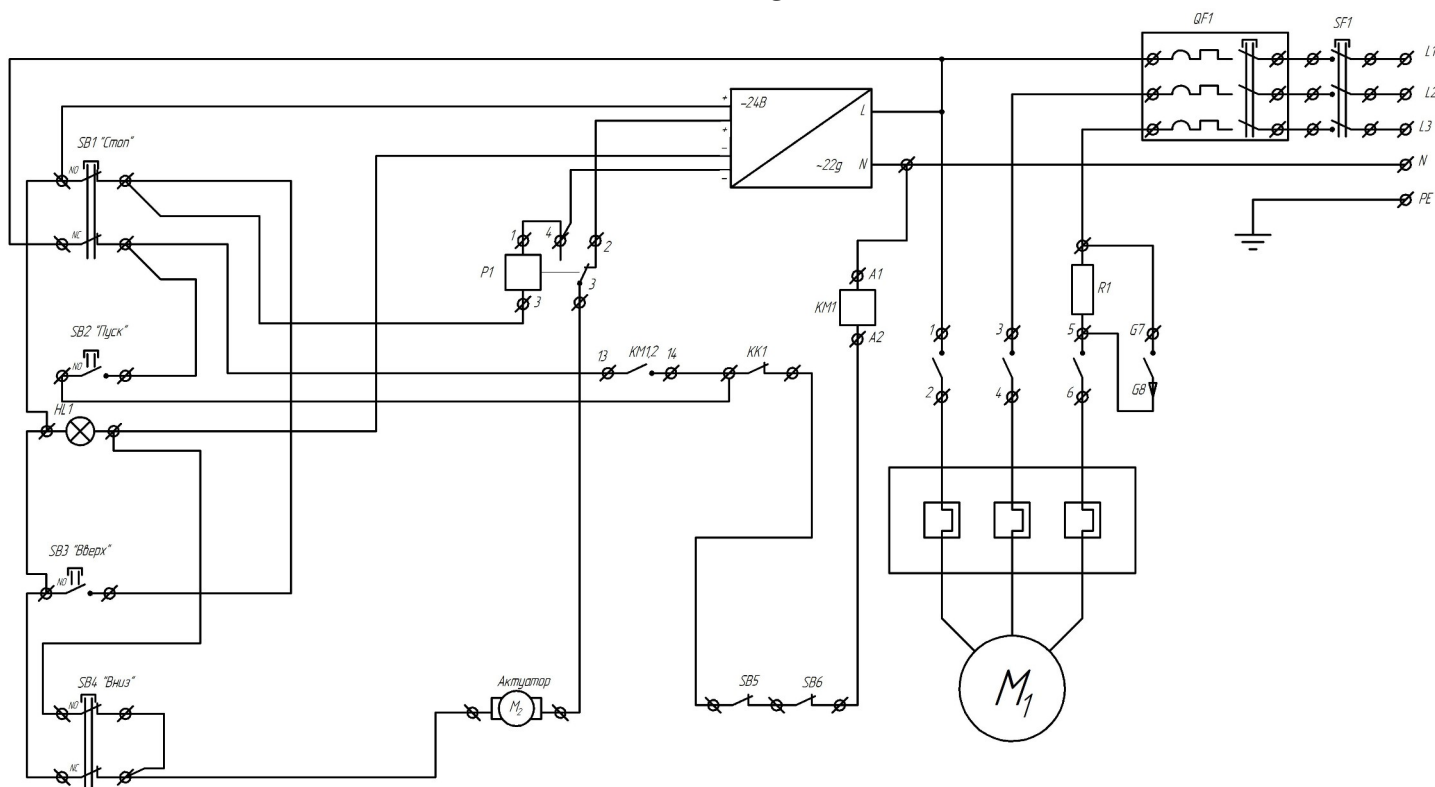 QF1
SF1
L1
L2
L3
N
PE
+
+
–
–
~24В
L
~22g
N
SB1 "Стоп"
NO
NC
SB2 "Пуск"
NO
HL1
SB3 "Вверх"
NO
SB4 "Вниз"
NO
NC
1
4
2
P1
3
3
A1
KM1
A2
13
KM1,2
14
KK1
1
3
5
G7
R1
2
4
6
G8
SB5
SB6
Актуатор
M2
M1